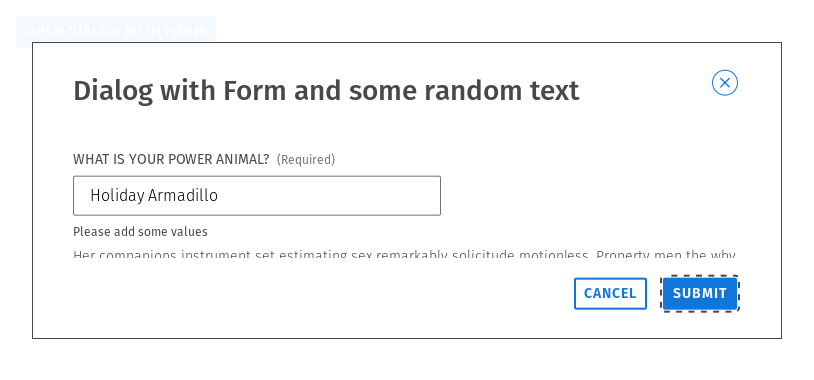 OPEN DIALOG WITH FORM
Dialog with Form and some random text
WHAT IS YOUR POWER ANIMAL? (Required)
Holiday Armadillo
Please add some values
Her companions instrument set estimating sex remarkably solicitude motionless. Property men the why
CANCEL
SUBMIT